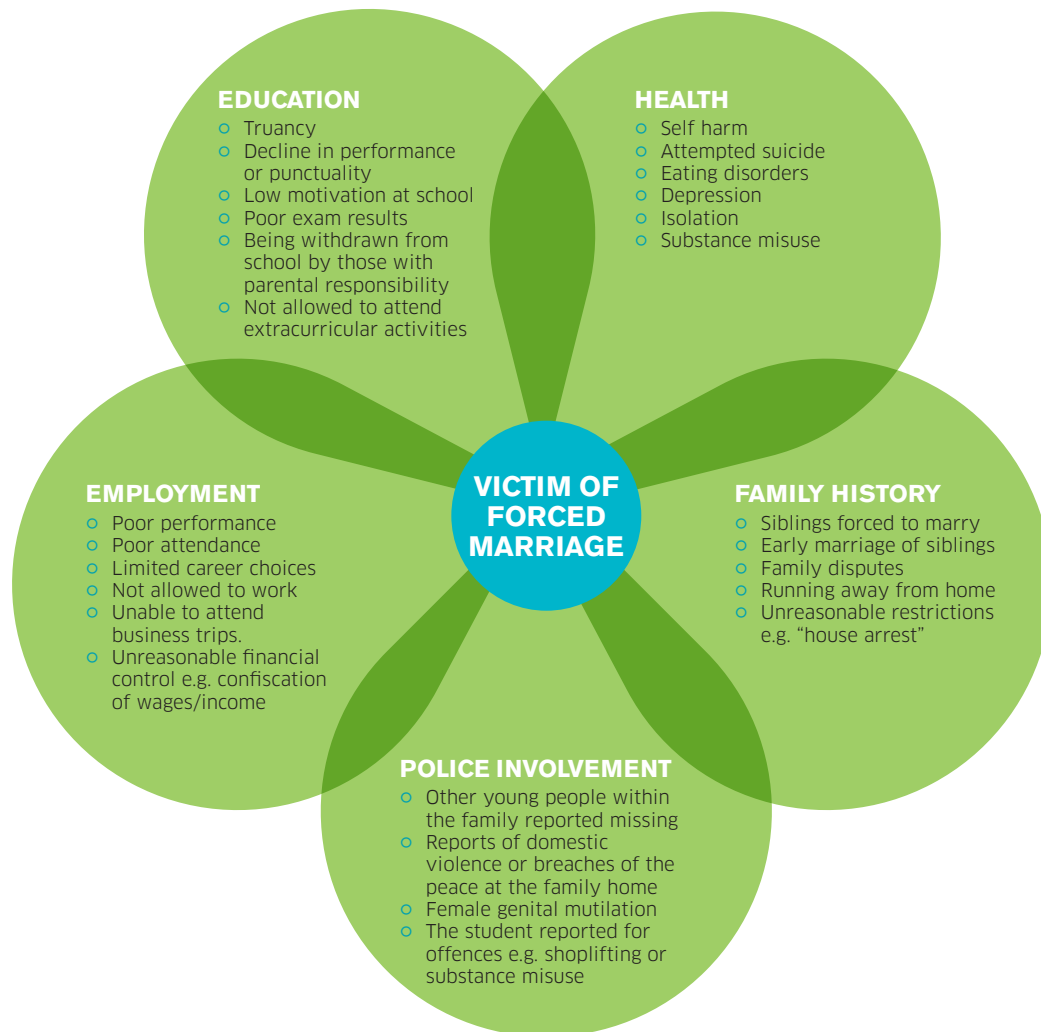 EDUCATION
Truancy
Decline in performance
or punctuality
Low motivation at school
Poor exam results
Being withdrawn from
school by those with
parental responsibility
Not allowed to attend
extracurricular activities
HEALTH
Self harm
Attempted suicide
Eating disorders
Depression
Isolation
Substance misuse
EMPLOYMENT
Poor performance
Poor attendance
Limited career choices
Not allowed to work
Unable to attend
business trips.
Unreasonable financial
control e.g. confiscation
of wages/income
VICTIM OF
FORCED
MARRIAGE
FAMILY HISTORY
Siblings forced to marry
Early marriage of siblings
Family disputes
Running away from home
Unreasonable restrictions
e.g. “house arrest”
POLICE INVOLVEMENT
Other young people within
the family reported missing
Reports of domestic
violence or breaches of the
peace at the family home
Female genital mutilation
The student reported for
offences e.g. shoplifting or
substance misuse